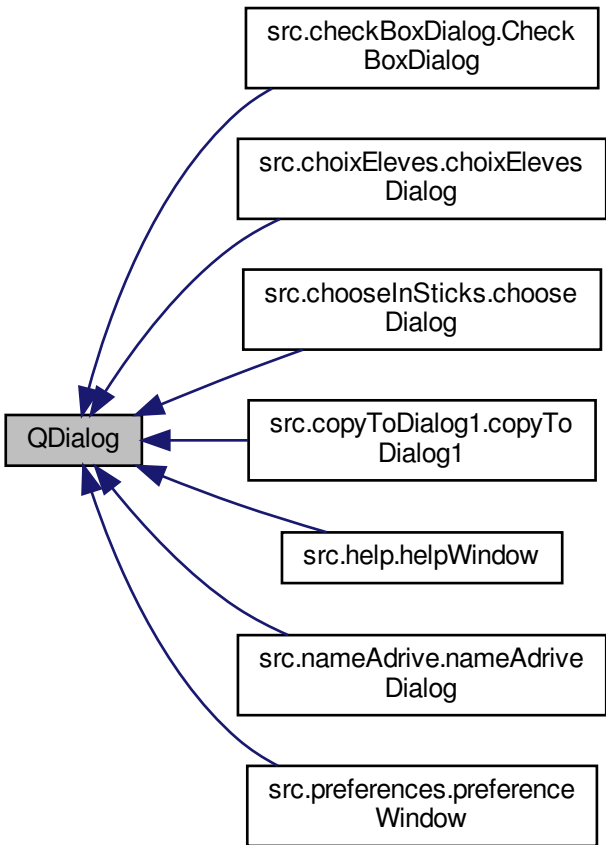 src.checkBoxDialog.Check
BoxDialog
src.choixEleves.choixEleves
Dialog
src.chooseInSticks.choose
Dialog
QDialog
src.copyToDialog1.copyTo
Dialog1
src.help.helpWindow
src.nameAdrive.nameAdrive
Dialog
src.preferences.preference
Window